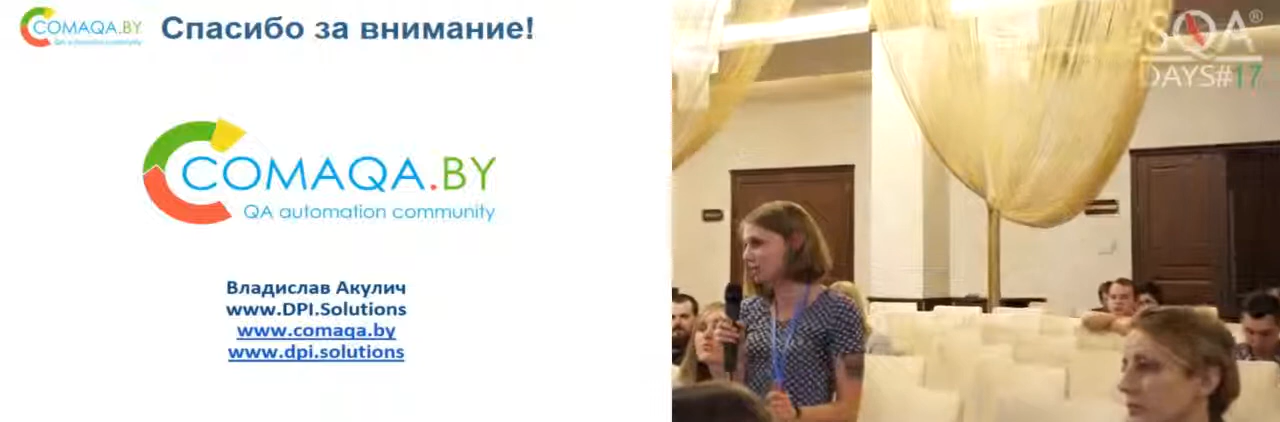 COMAQA.BY
QA automation community
Спасибо за внимание!
COMAQA.BY
QA automation community
Владислав Акулич
www.DPI.Solutions
www.comaqa.by
www.dpi.solutions
SQA®
DAYS#17